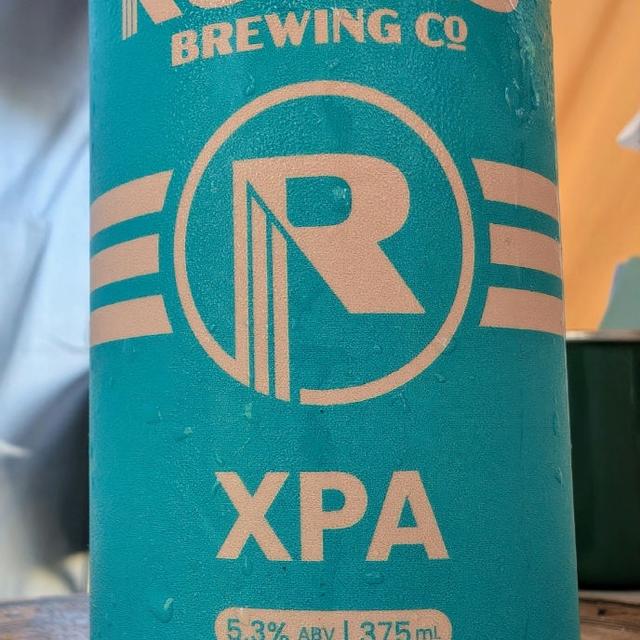 BREWING Co
R
XPA
5.3% ABV | 375mL